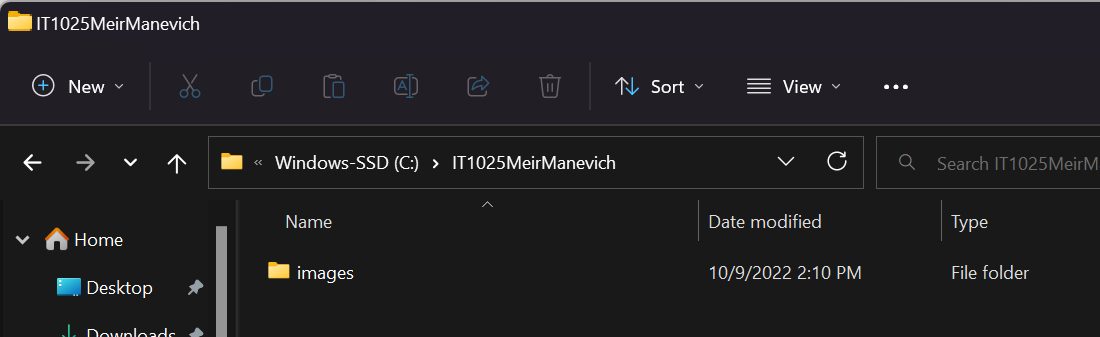 IT1025MeirManevich
New
Sort
View
•••
« Windows-SSD (C:) › IT1025MeirManevich
Search IT1025MeirM
Name Date modified Type
Home
images 10/9/2022 2:10 PM File folder
Desktop
Downloads